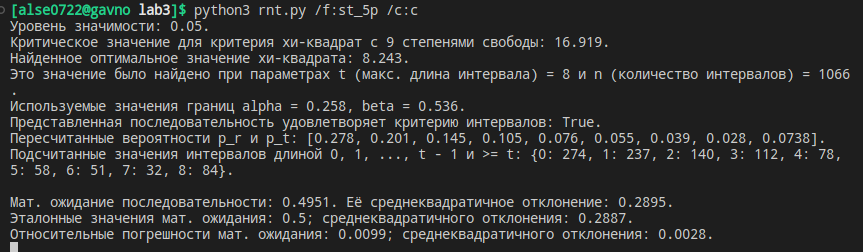 [alse0722@gavno lab3]$ python3 rnt.py /f:st_5p /c:c
Уровень значимости: 0.05.
Критическое значение для критерия хи-квадрат с 9 степенями свободы: 16.919.
Найденное оптимальное значение хи-квадрата: 8.243.
Это значение было найдено при параметрах t (макс. длина интервала) = 8 и n (количество интервалов) = 1066
.
Используемые значения границ alpha = 0.258, beta = 0.536.
Представленная последовательность удовлетворяет критерию интервалов: True.
Пересчитанные вероятности p_r и p_t: [0.278, 0.201, 0.145, 0.105, 0.076, 0.055, 0.039, 0.028, 0.0738].
Подсчитанные значения интервалов длиной 0, 1, ..., t - 1 и >= t: {0: 274, 1: 237, 2: 140, 3: 112, 4: 78,
5: 58, 6: 51, 7: 32, 8: 84}.
Мат. ожидание последовательности: 0.4951. Её среднеквадратичное отклонение: 0.2895.
Эталонные значения мат. ожидания: 0.5; среднеквадратичного отклонения: 0.2887.
Относительные погрешности мат. ожидания: 0.0099; среднеквадратичного отклонения: 0.0028.